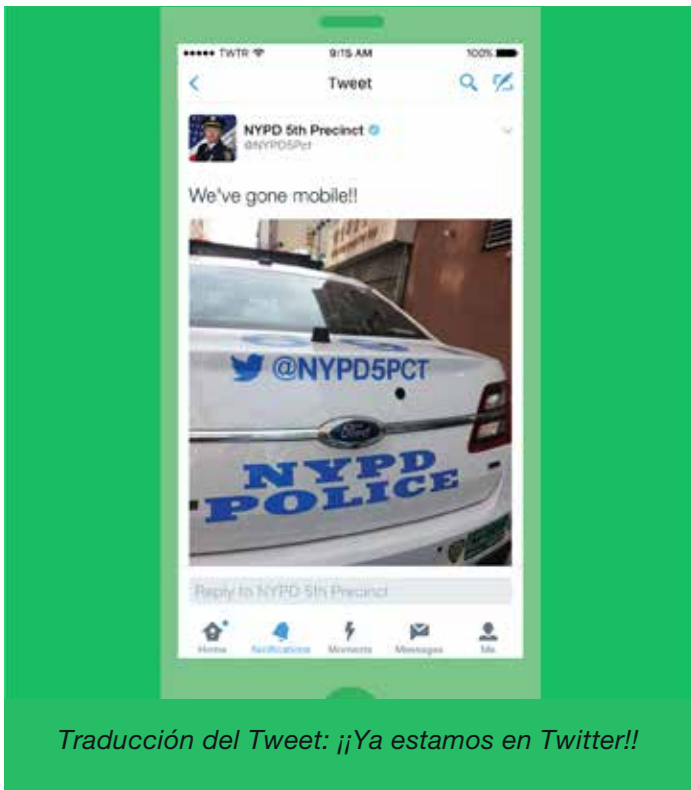 TWTR 9:15 AM 100%
Tweet
NYPD 5th Precinct
@NYPD5Pct
We've gone mobile!!
@NYPD5PCT
Ford
NYPD
POLICE
Reply to NYPD 5th Precinct
Home Notifications Moments Messages Me
Traducción del Tweet: ¡¡Ya estamos en Twitter!!